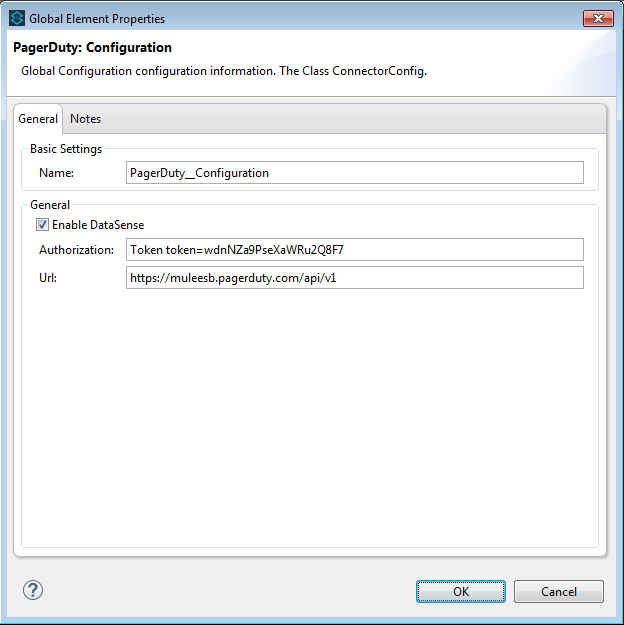 Global Element Properties
PagerDuty: Configuration
Global Configuration configuration information. The Class ConnectorConfig.
General Notes
Basic Settings
Name: PagerDuty__Configuration
General
Enable DataSense
Authorization: Token token=wdnNZa9PseXaWRu2Q8F7
Url: https://muleesb.pagerduty.com/api/v1
?
OK Cancel